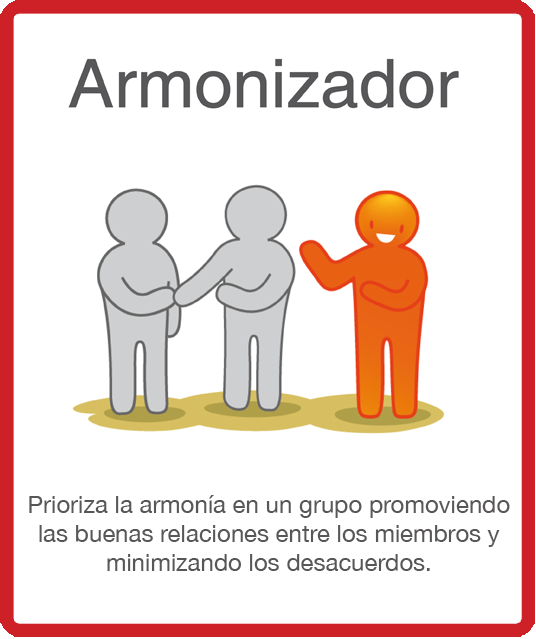 Armonizador
Prioriza la armonía en un grupo promoviendo
las buenas relaciones entre los miembros y
minimizando los desacuerdos.